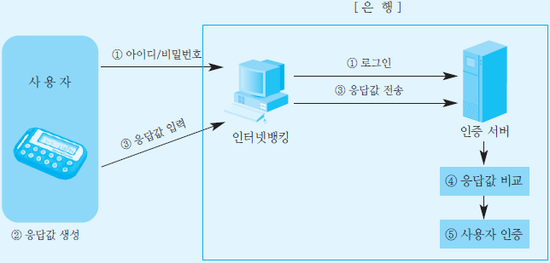 [은 행]
① 아이디/비밀번호
① 로그인
사용자
③ 응답값 전송
③ 응답값 입력
인터넷뱅킹
인증 서버
④ 응답값 비교
② 응답값 생성
⑤ 사용자 인증